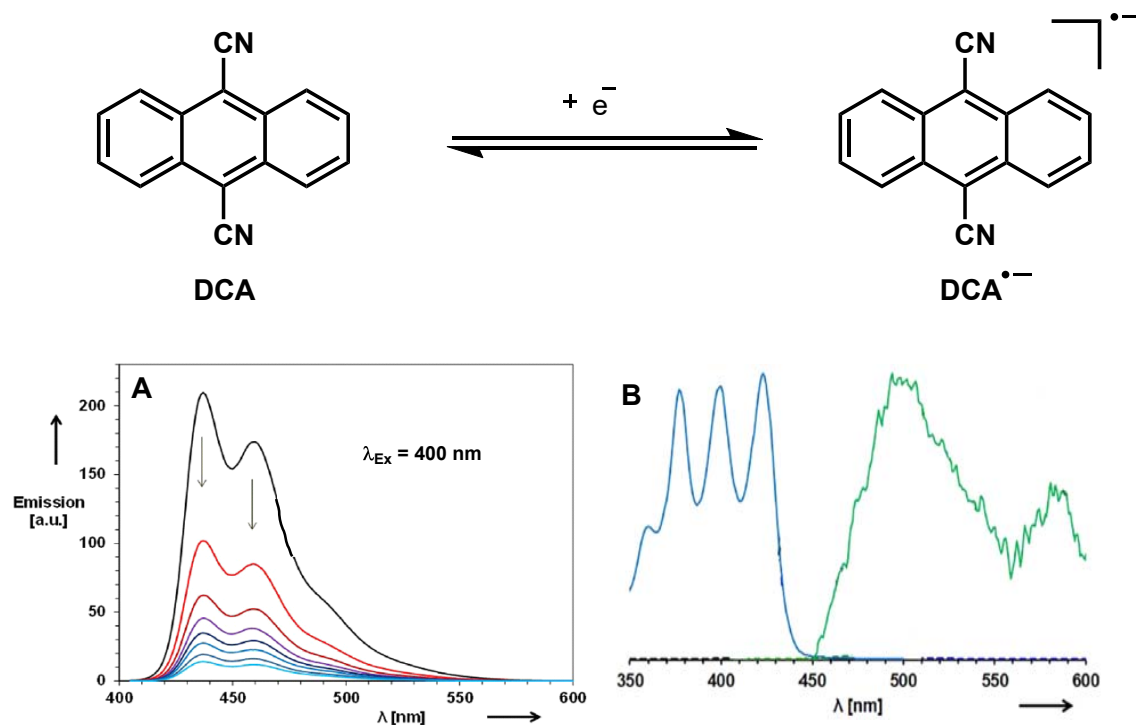 CN
CN
DCA
+ e−
CN
CN
•−
DCA•−
A
λEx = 400 nm
Emission
[a.u.]
200
150
100
50
0
400
450
500
550
600
λ [nm]
B
350
400
450
500
550
600
λ [nm]